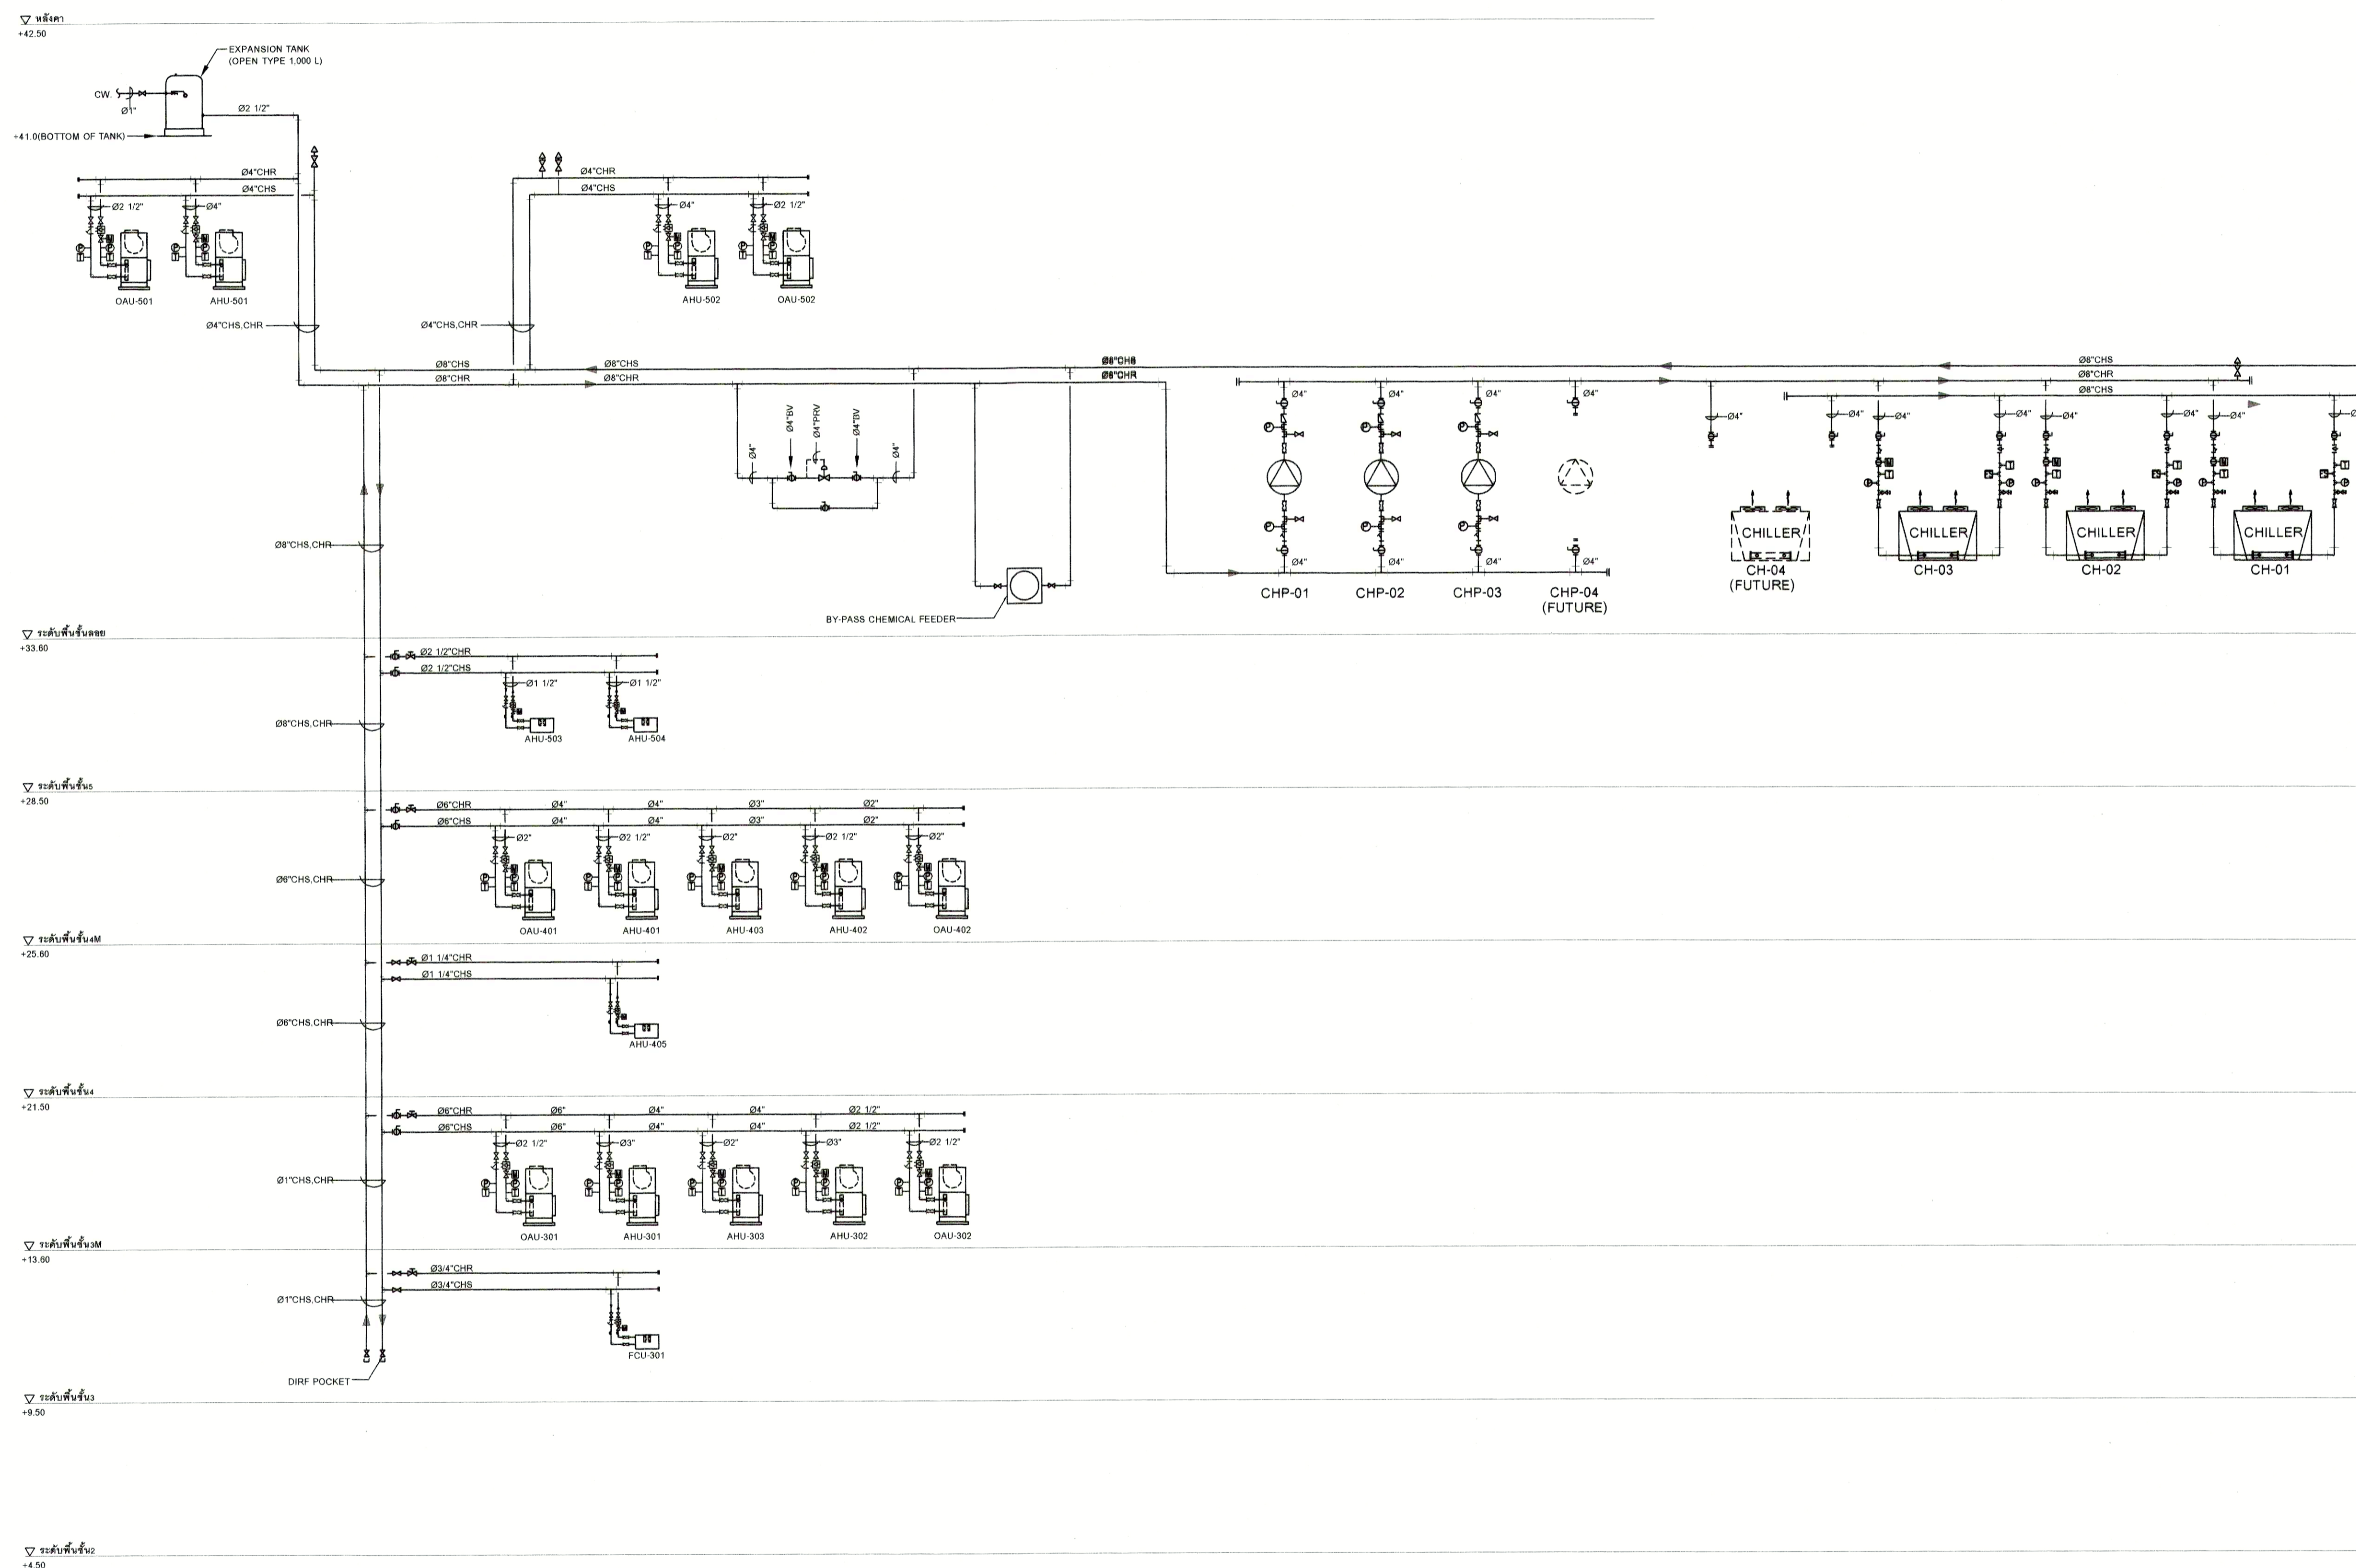 หลังคา
+42.50
EXPANSION TANK
(OPEN TYPE 1,000 L)
CW.
Ø1"
Ø2 1/2"
+41.0(BOTTOM OF TANK)
Ø4"CHR
Ø4"CHS
Ø2 1/2"
Ø4"
OAU-501
AHU-501
Ø4"CHR
Ø4"CHS
Ø4"
Ø2 1/2"
AHU-502
OAU-502
Ø4"CHS,CHR
Ø4"CHS,CHR
Ø8"CHS
Ø8"CHS
Ø8"CHS
Ø8"CHR
Ø8"CHR
Ø8"CHR
Ø8"CHS
Ø8"CHR
Ø8"CHS
Ø4"
Ø4"BV
Ø4"PRV
Ø4"BV
Ø4"
Ø4"
Ø4"
Ø4"
Ø4"
Ø4"
Ø4"
Ø4"
Ø4"
Ø4"
Ø4"
Ø4"
P
P
P
P
P
P
P
P
P
P
P
Ø4"
Ø4"
Ø4"
Ø4"
CHP-01
CHP-02
CHP-03
CHP-04
(FUTURE)
CHILLER
CHILLER
CHILLER
CHILLER
CH-04
(FUTURE)
CH-03
CH-02
CH-01
Ø8"CHS,CHR
BY-PASS CHEMICAL FEEDER
ระดับพื้นชั้นลอย
+33.60
Ø2 1/2"CHR
Ø2 1/2"CHS
Ø1 1/2"
Ø1 1/2"
Ø8"CHS,CHR
AHU-503
AHU-504
ระดับพื้นชั้น5
+28.50
Ø6"CHR
Ø4"
Ø4"
Ø3"
Ø2"
Ø6"CHS
Ø4"
Ø4"
Ø3"
Ø2"
Ø2"
Ø2 1/2"
Ø2"
Ø2 1/2"
Ø2"
Ø6"CHS,CHR
OAU-401
AHU-401
AHU-403
AHU-402
OAU-402
ระดับพื้นชั้น4M
+25.60
Ø1 1/4"CHR
Ø1 1/4"CHS
Ø6"CHS,CHR
AHU-405
ระดับพื้นชั้น4
+21.50
Ø6"CHR
Ø6"
Ø4"
Ø4"
Ø2 1/2"
Ø6"CHS
Ø6"
Ø4"
Ø4"
Ø2 1/2"
Ø2 1/2"
Ø3"
Ø2"
Ø3"
Ø2 1/2"
Ø1"CHS,CHR
OAU-301
AHU-301
AHU-303
AHU-302
OAU-302
ระดับพื้นชั้น3M
+13.60
Ø3/4"CHR
Ø3/4"CHS
Ø1"CHS,CHR
FCU-301
DIRF POCKET
ระดับพื้นชั้น3
+9.50
ระดับพื้นชั้น2
+4.50